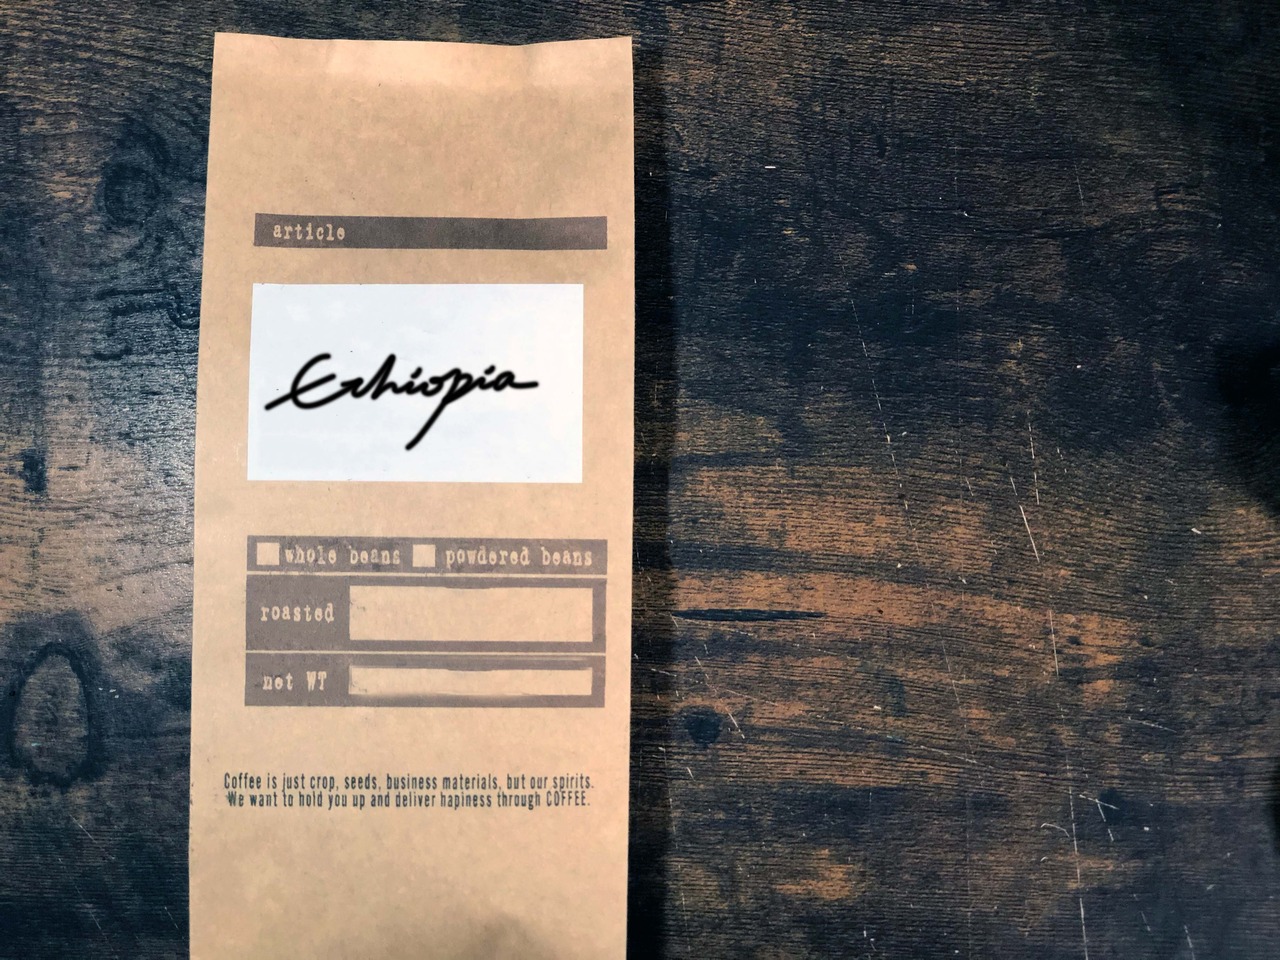 article
Ethiopia
whole beans powdered beans
roasted
net WT
Coffee is just crop, seeds, business materials, but our spirits.
We want to hold you up and deliver hapiness through COFFEE.